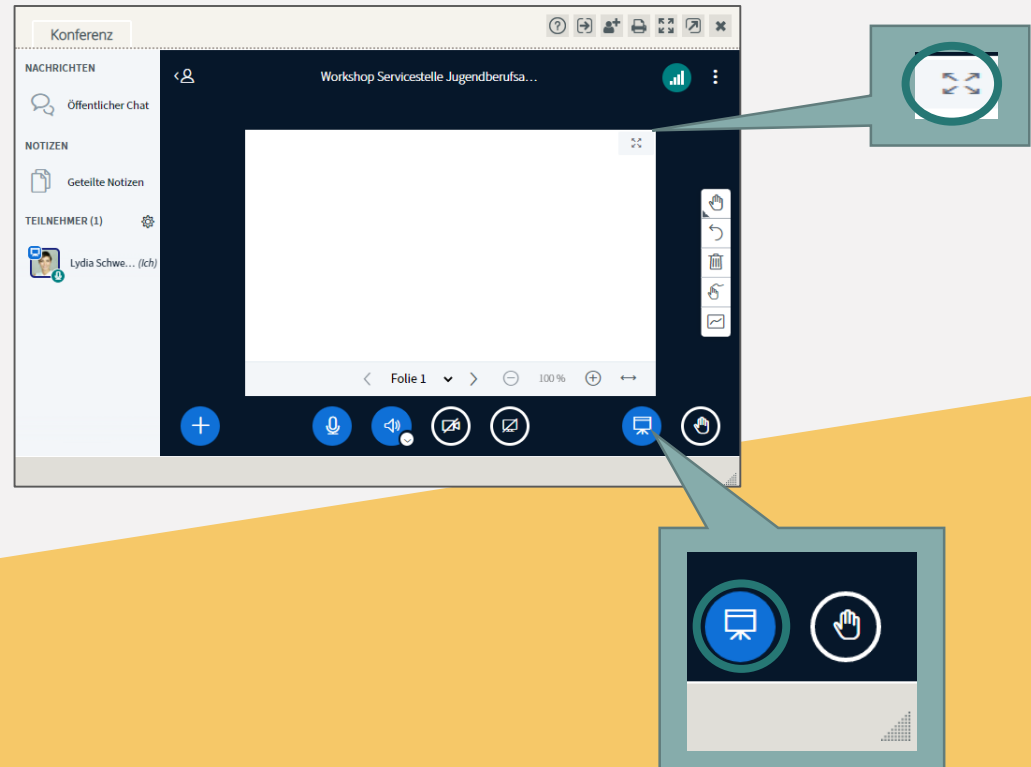 Konferenz
NACHRICHTEN
Öffentlicher Chat
NOTIZEN
Geteilte Notizen
TEILNEHMER (1)
Lydia Schwe... (Ich)
Workshop Servicestelle Jugendberufsa...
Folie 1
100 %